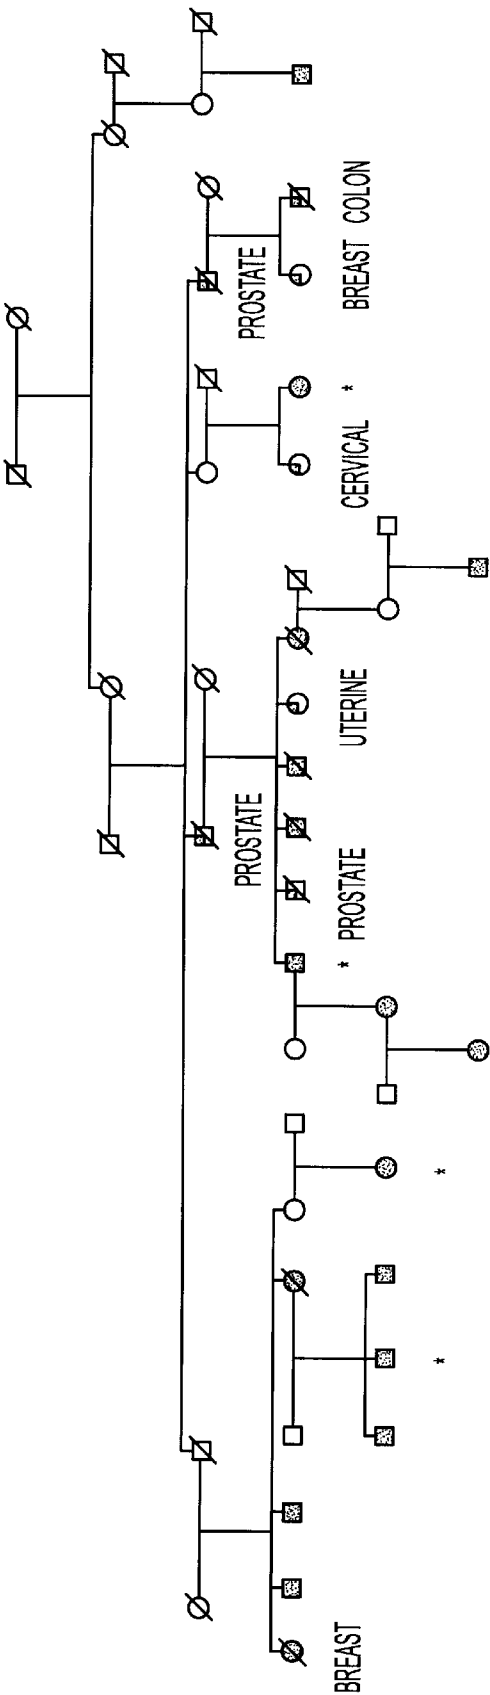 PROSTATE
PROSTATE
BREAST
* PROSTATE
UTERINE
CERVICAL *
BREAST COLON
*
*